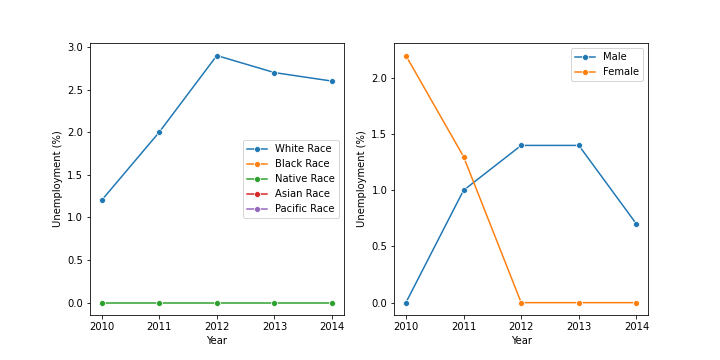 3.0
2.5
2.0
1.5
1.0
0.5
0.0
Unemployment (%)
2010 2011 2012 2013 2014
Year
White Race
Black Race
Native Race
Asian Race
Pacific Race
2.0
1.5
1.0
0.5
0.0
Unemployment (%)
2010 2011 2012 2013 2014
Year
Male
Female